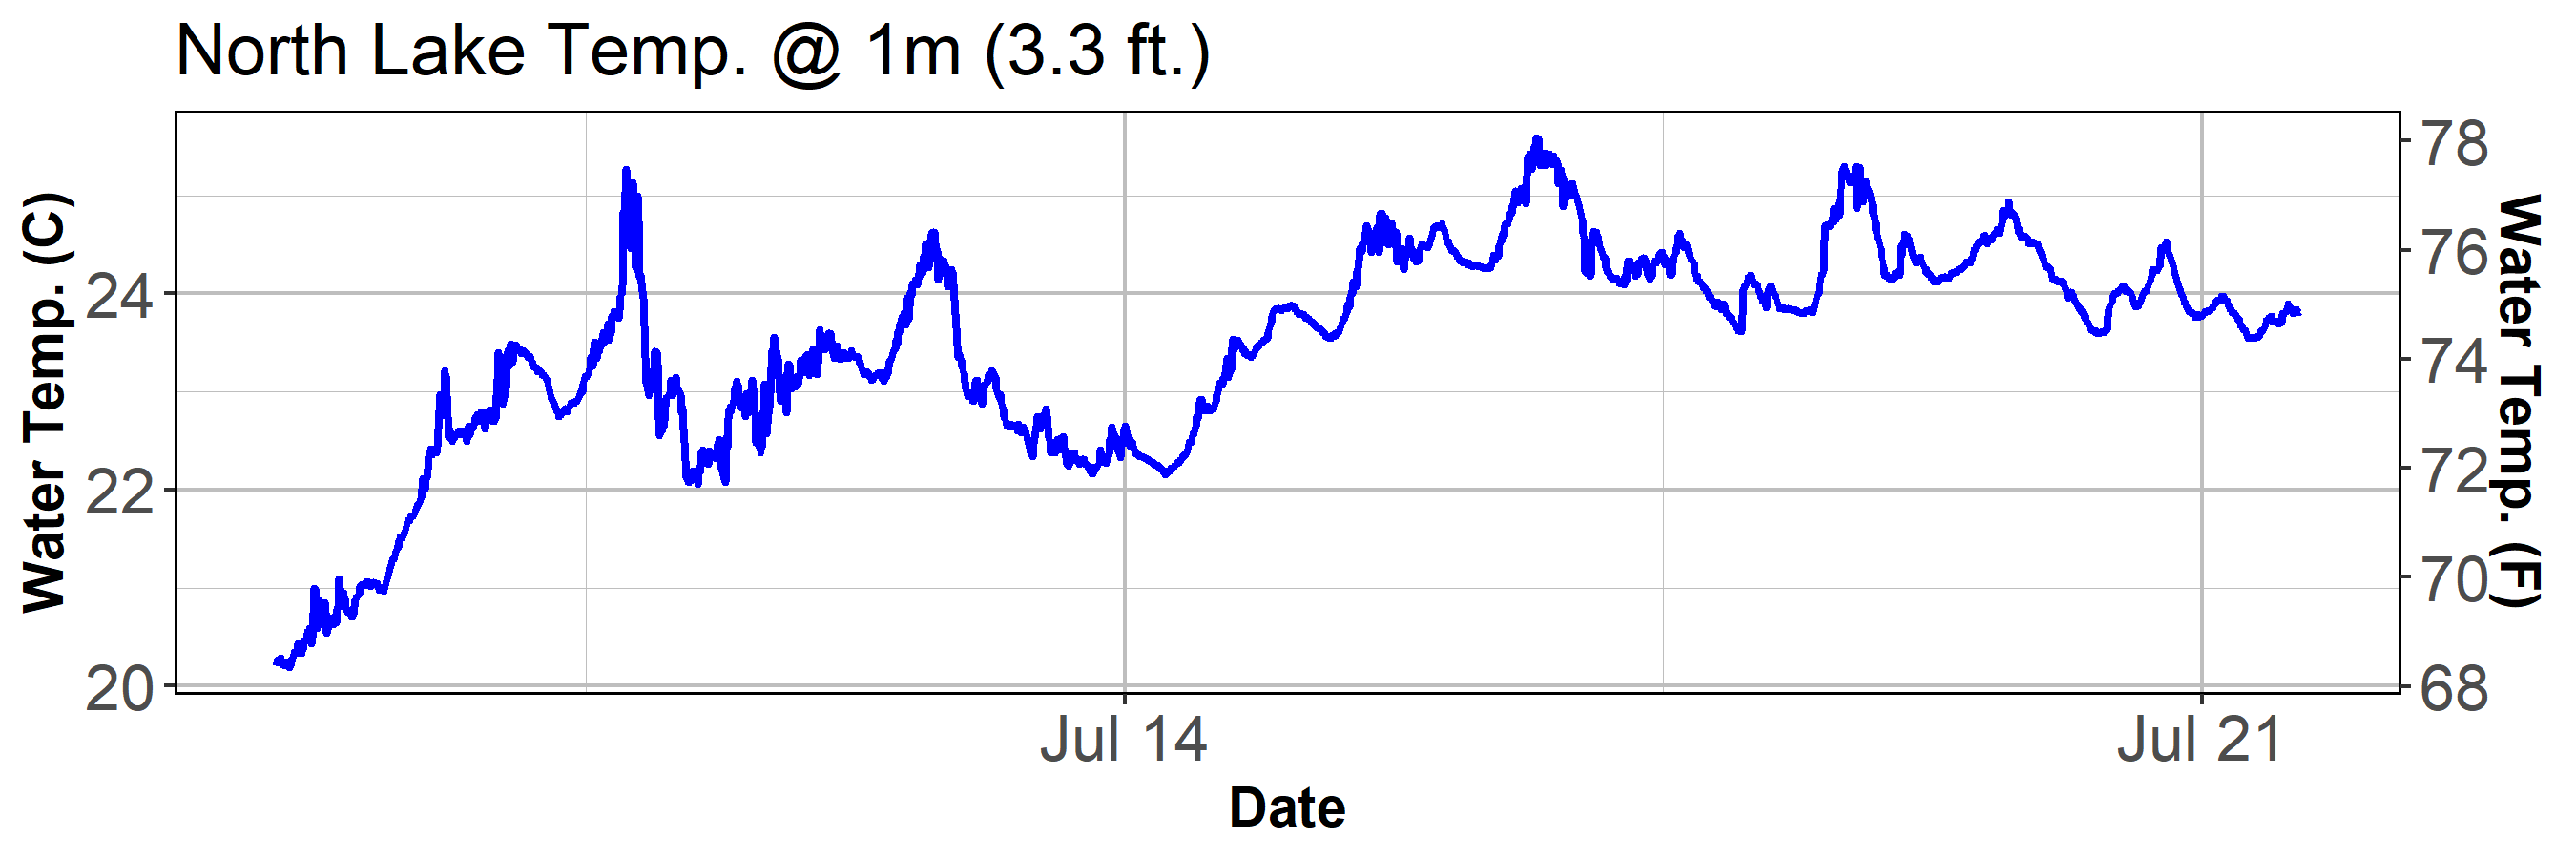 North Lake Temp. @ 1m (3.3 ft.)
Water Temp. (C)
24
22
20
78
76
74
72
70
68
Water Temp. (F)
Jul 14
Jul 21
Date